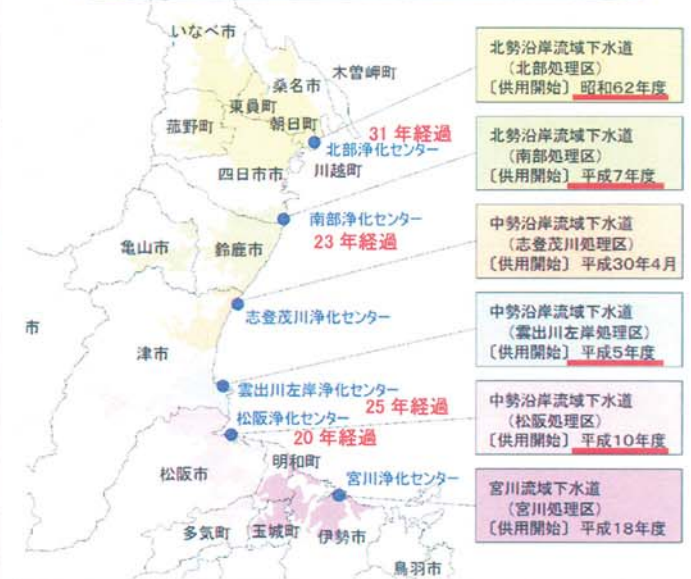 いなべ市
桑名市
木曽岬町
東員町
菰野町
朝日町
31 年経過
北部浄化センター
川越町
四日市市
南部浄化センター
23 年経過
亀山市
鈴鹿市
志登茂川浄化センター
市
津市
雲出川左岸浄化センター
25 年経過
松阪浄化センター
20 年経過
明和町
松阪市
宮川浄化センター
多気町
玉城町
伊勢市
鳥羽市
北勢沿岸流域下水道
(北部処理区)
〔供用開始〕昭和62年度
北勢沿岸流域下水道
(南部処理区)
〔供用開始〕平成7年度
中勢沿岸流域下水道
(志登茂川処理区)
〔供用開始〕平成30年4月
中勢沿岸流域下水道
(雲出川左岸処理区)
〔供用開始〕平成5年度
中勢沿岸流域下水道
(松阪処理区)
〔供用開始〕平成10年度
宮川流域下水道
(宮川処理区)
〔供用開始〕平成18年度